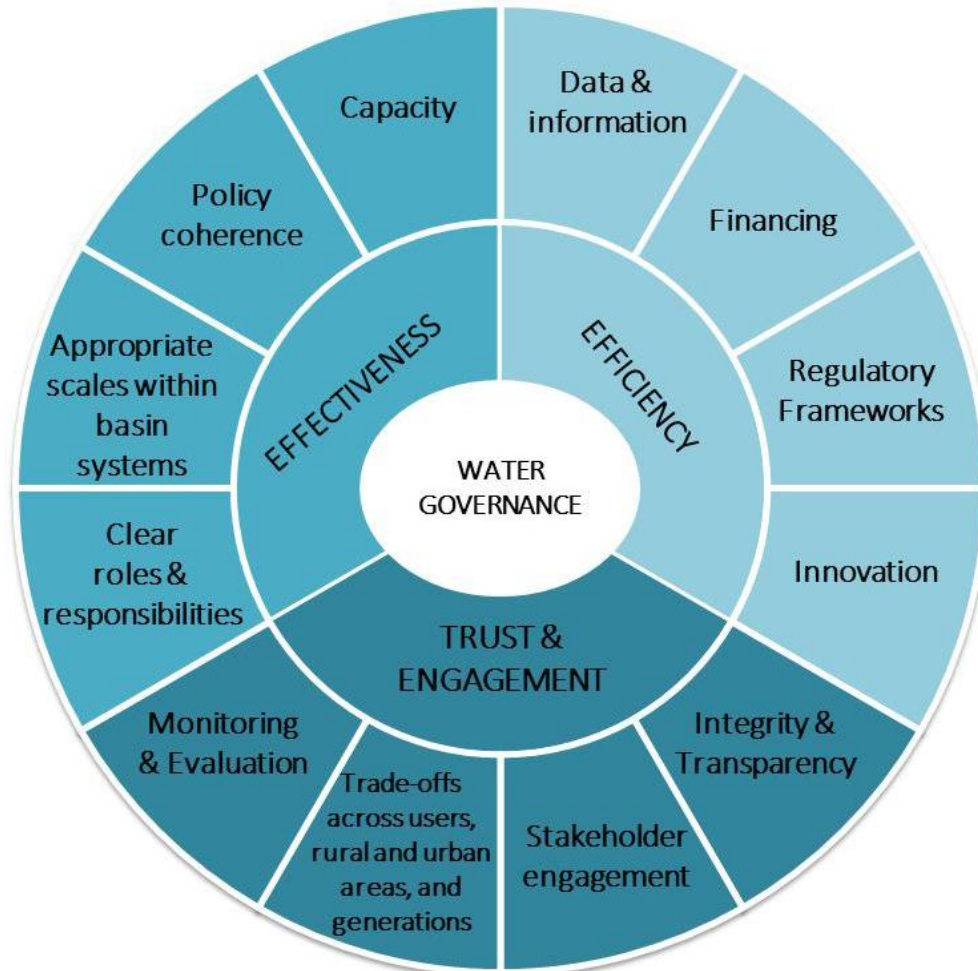 Capacity
Data &
information
Policy
coherence
Financing
Appropriate
scales within
basin
systems
Regulatory
Frameworks
EFFECTIVENESS
EFFICIENCY
WATER
GOVERNANCE
Clear
roles &
responsibilities
Innovation
TRUST &
ENGAGEMENT
Monitoring
& Evaluation
Integrity &
Transparency
Trade-offs
across users,
rural and urban
areas, and
generations
Stakeholder
engagement